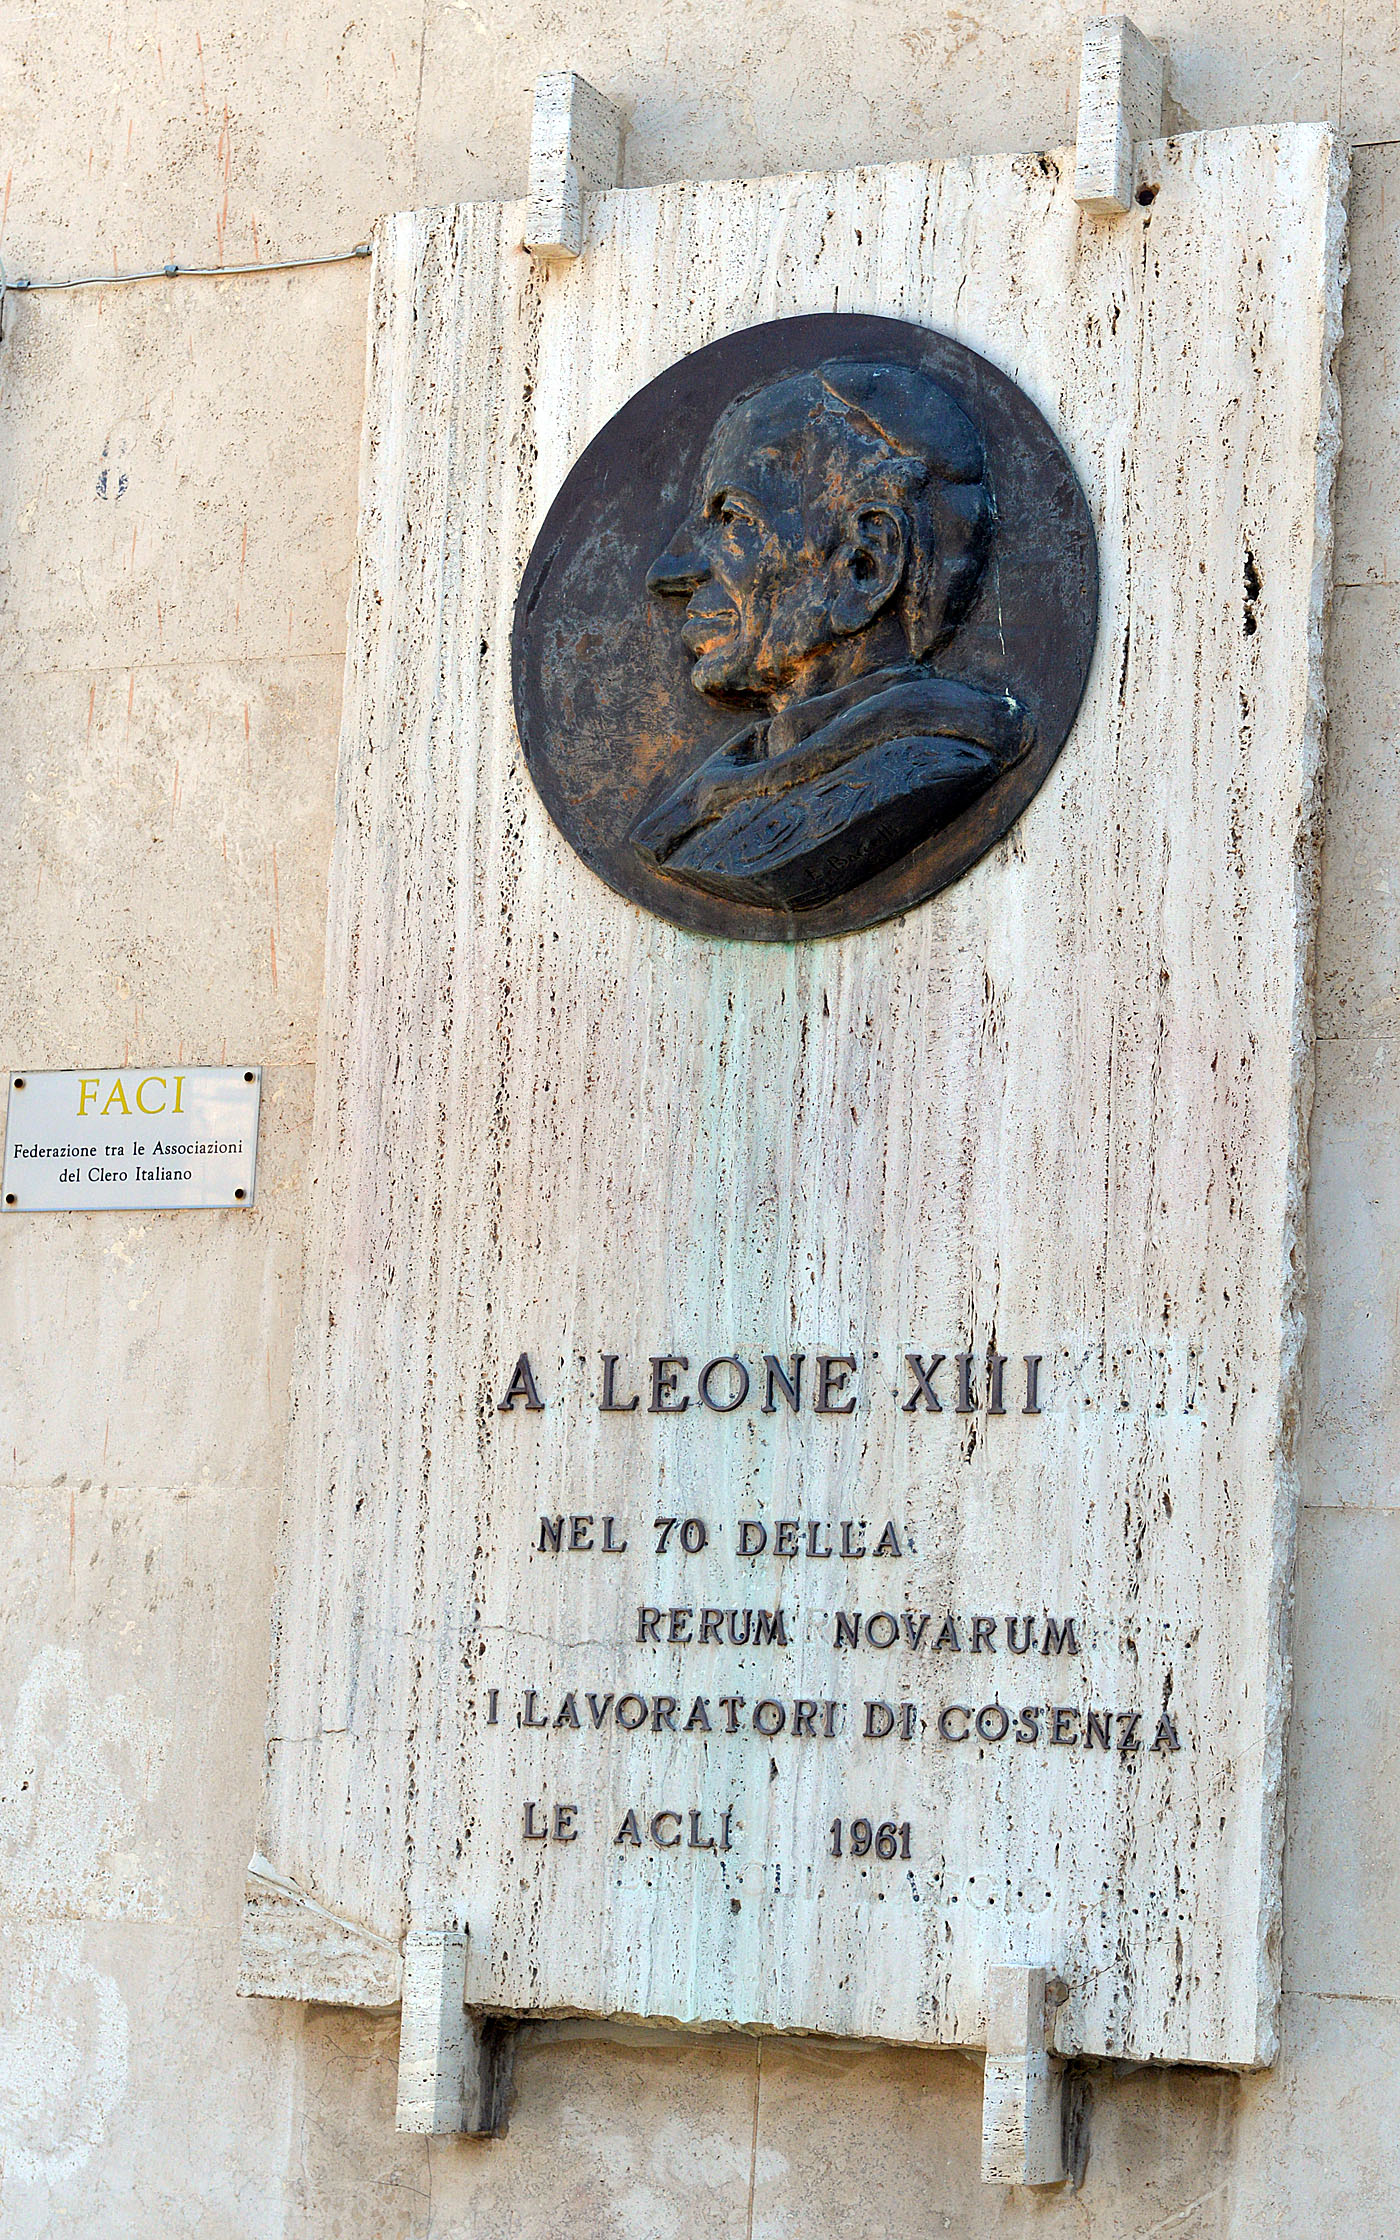 FACI
Federazione tra le Associazioni
del Clero Italiano
A LEONE XIII
NEL 70 DELLA
RERUM NOVARUM
I LAVORATORI DI COSENZA
LE ACLI 1961